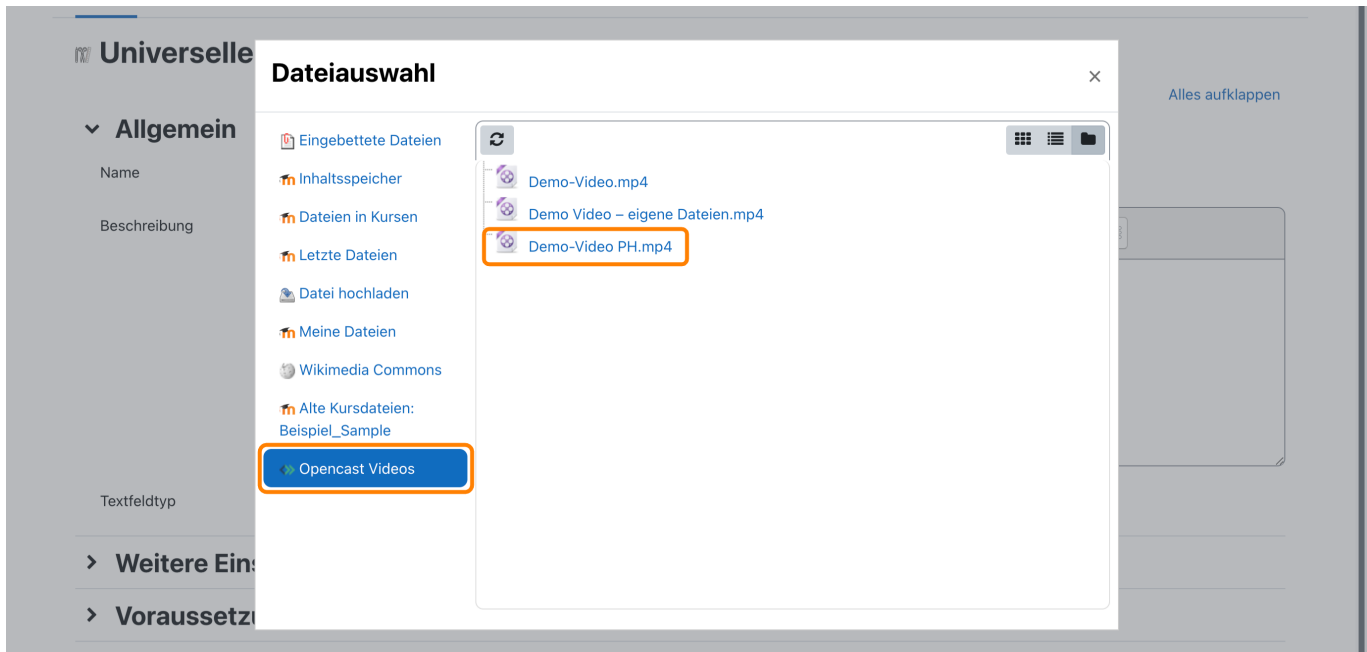 Universelle
Alles aufklappen
Allgemein
Name
Beschreibung
Textfeldtyp
Weitere Eins
Voraussetzu
Dateiauswahl
×
Eingebettete Dateien
Inhaltsspeicher
Dateien in Kursen
Letzte Dateien
Datei hochladen
Meine Dateien
Wikimedia Commons
Alte Kursdateien:
Beispiel_Sample
Opencast Videos
Demo-Video.mp4
Demo Video – eigene Dateien.mp4
Demo-Video PH.mp4